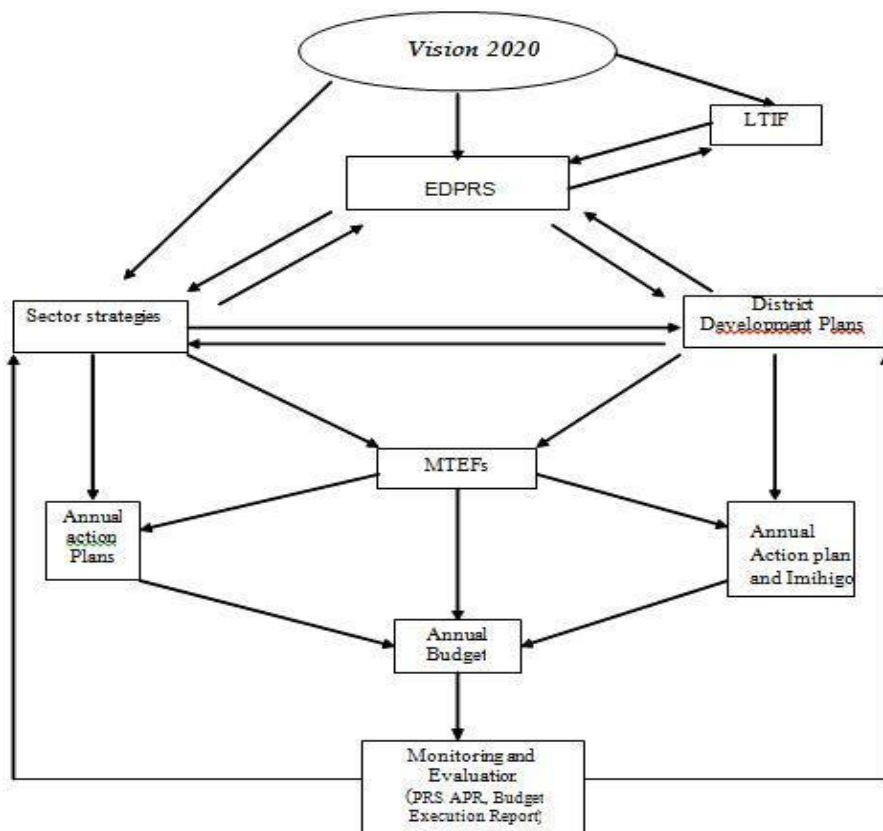 Vision 2020
LTIF
EDPRS
Sector strategies
District
Development Plans
MTEFs
Annual
action
Plans
Annual
Action plan
and Imihigo
Annual
Budget
Monitoring and
Evaluation
(PRS APR, Budget
Execution Report)